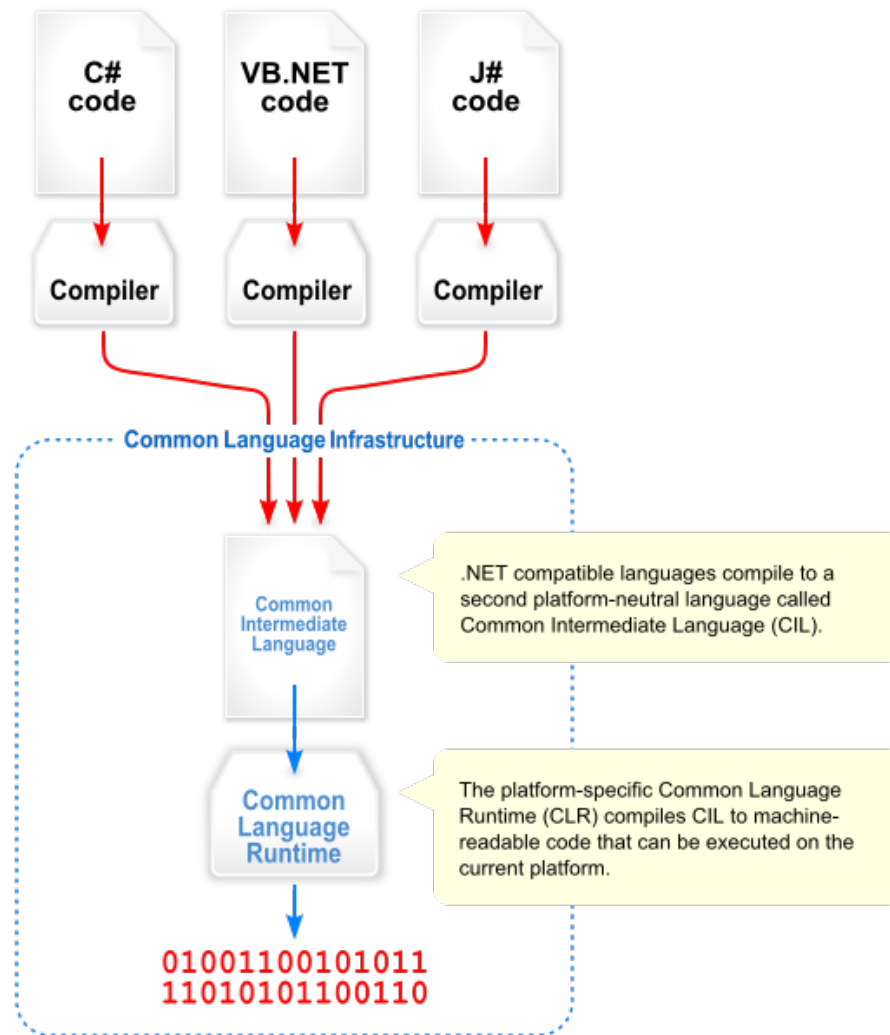 C#
code
VB.NET
code
J#
code
Compiler
Compiler
Compiler
Common Language Infrastructure
Common
Intermediate
Language
.NET compatible languages compile to a
second platform-neutral language called
Common Intermediate Language (CIL).
Common
Language
Runtime
The platform-specific Common Language
Runtime (CLR) compiles CIL to machine-
readable code that can be executed on the
current platform.
01001100101011
11010101100110